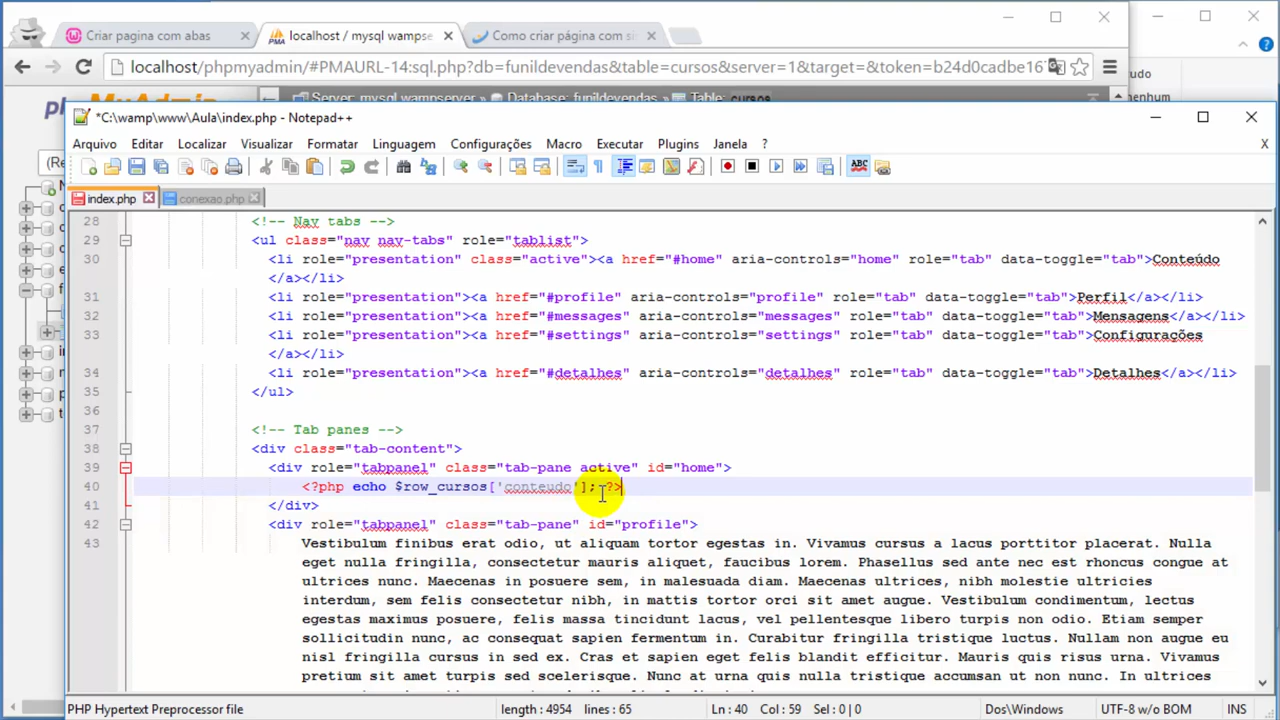 Criar pagina com abas
localhost / mysql wampse
Como criar página com si
localhost/phpmyadmin/#PMAURL-14:sql.php?db=funildevendas&table=cursos&server=1&target=&token=b24d0cadbe167
Server: mysql wampserver » Database: funildevendas » Table: cursos
*C:\wamp\www\Aula\index.php - Notepad++
Arquivo Editar Localizar Visualizar Formatar Linguagem Configurações Macro Executar Plugins Janela ? X
index.php conexao.php
28 <!-- Nav tabs -->
29 <ul class="nav nav-tabs" role="tablist">
30 <li role="presentation" class="active"><a href="#home" aria-controls="home" role="tab" data-toggle="tab">Conteúdo
</a></li>
31 <li role="presentation"><a href="#profile" aria-controls="profile" role="tab" data-toggle="tab">Perfil</a></li>
32 <li role="presentation"><a href="#messages" aria-controls="messages" role="tab" data-toggle="tab">Mensagens</a></li>
33 <li role="presentation"><a href="#settings" aria-controls="settings" role="tab" data-toggle="tab">Configurações
</a></li>
34 <li role="presentation"><a href="#detalhes" aria-controls="detalhes" role="tab" data-toggle="tab">Detalhes</a></li>
35 </ul>
36
37 <!-- Tab panes -->
38 <div class="tab-content">
39 <div role="tabpanel" class="tab-pane active" id="home">
40 <?php echo $row_cursos['conteudo']; ?>
41 </div>
42 <div role="tabpanel" class="tab-pane" id="profile">
43 Vestibulum finibus erat odio, ut aliquam tortor egestas in. Vivamus cursus a lacus porttitor placerat. Nulla
eget nulla fringilla, consectetur mauris aliquet, faucibus lorem. Phasellus sed ante nec est rhoncus congue at
ultrices nunc. Maecenas in posuere sem, in malesuada diam. Maecenas ultrices, nibh molestie ultricies
interdum, sem felis consectetur nibh, in mattis tortor orci sit amet augue. Vestibulum condimentum, lectus
egestas maximus posuere, felis massa tincidunt lacus, vel pellentesque libero turpis non odio. Etiam semper
sollicitudin nunc, ac consequat sapien fermentum in. Curabitur fringilla tristique luctus. Nullam non augue eu
nisl fringilla cursus in sed ex. Cras et sapien eget felis blandit efficitur. Mauris quis risus urna. Vivamus
pretium sit amet turpis sed scelerisque. Nunc at urna quis nulla tristique accumsan ut non nunc. In rutrum
PHP Hypertext Preprocessor file length : 4954 lines : 65 Ln : 40 Col : 59 Sel : 0 | 0 Dos\Windows UTF-8 w/o BOM INS